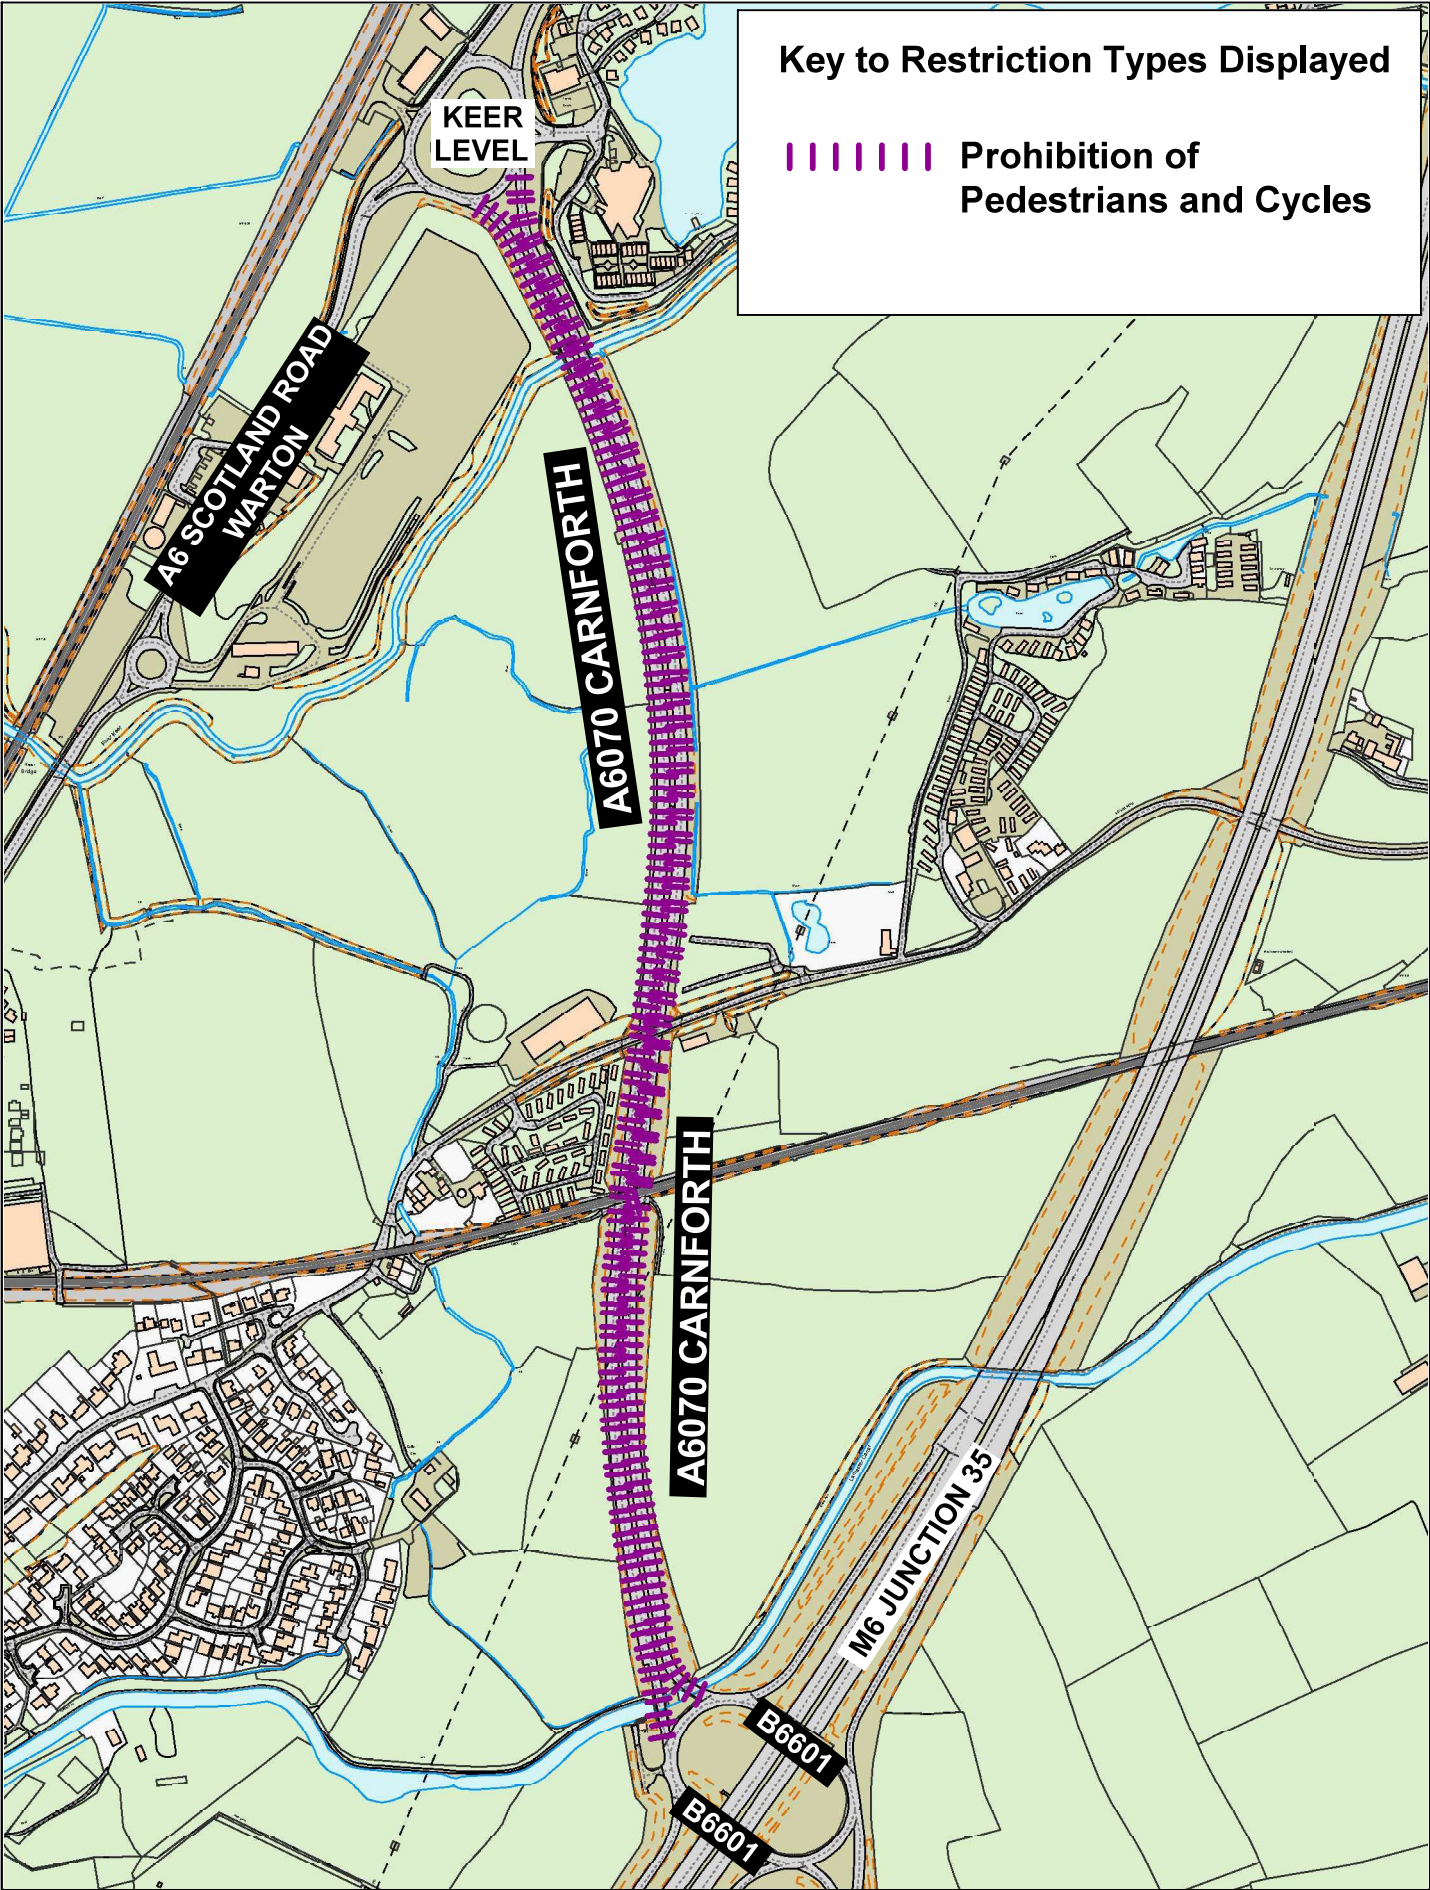 Key to Restriction Types Displayed
Prohibition of
Pedestrians and Cycles
KEER
LEVEL
A6 SCOTLAND ROAD
WARTON
A6070 CARNFORTH
A6070 CARNFORTH
M6 JUNCTION 35
B6601
B6601